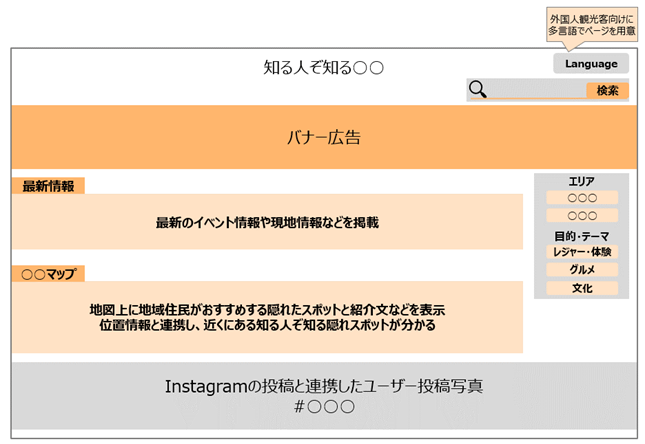 外国人観光客向けに
多言語でページを用意
Language
知る人ぞ知る〇〇
検索
バナー広告
最新情報
最新のイベント情報や現地情報などを掲載
〇〇マップ
地図上に地域住民がおすすめする隠れたスポットと紹介文などを表示
位置情報と連携し、近くにある知る人ぞ知る隠れスポットが分かる
エリア
〇〇〇
〇〇〇
目的・テーマ
レジャー・体験
グルメ
文化
Instagramの投稿と連携したユーザー投稿写真
#〇〇〇